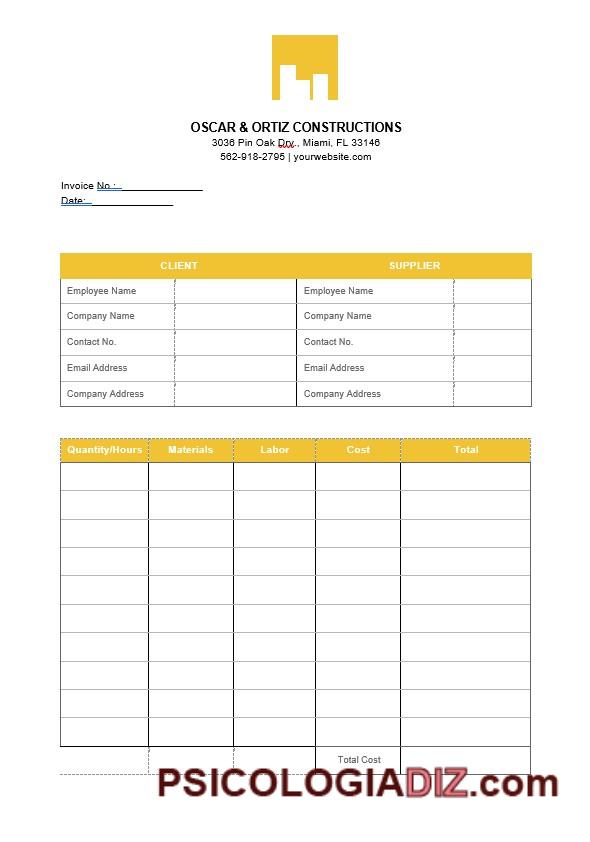 OSCAR & ORTIZ CONSTRUCTIONS
3036 Pin Oak Drv., Miami, FL 33146
562-918-2795 | yourwebsite.com
Invoice No.: _______________
Date: _______________
CLIENT SUPPLIER
Employee Name Employee Name
Company Name Company Name
Contact No. Contact No.
Email Address Email Address
Company Address Company Address
Quantity/Hours Materials Labor Cost Total
Total Cost
PSICOLOGIADIZ.com